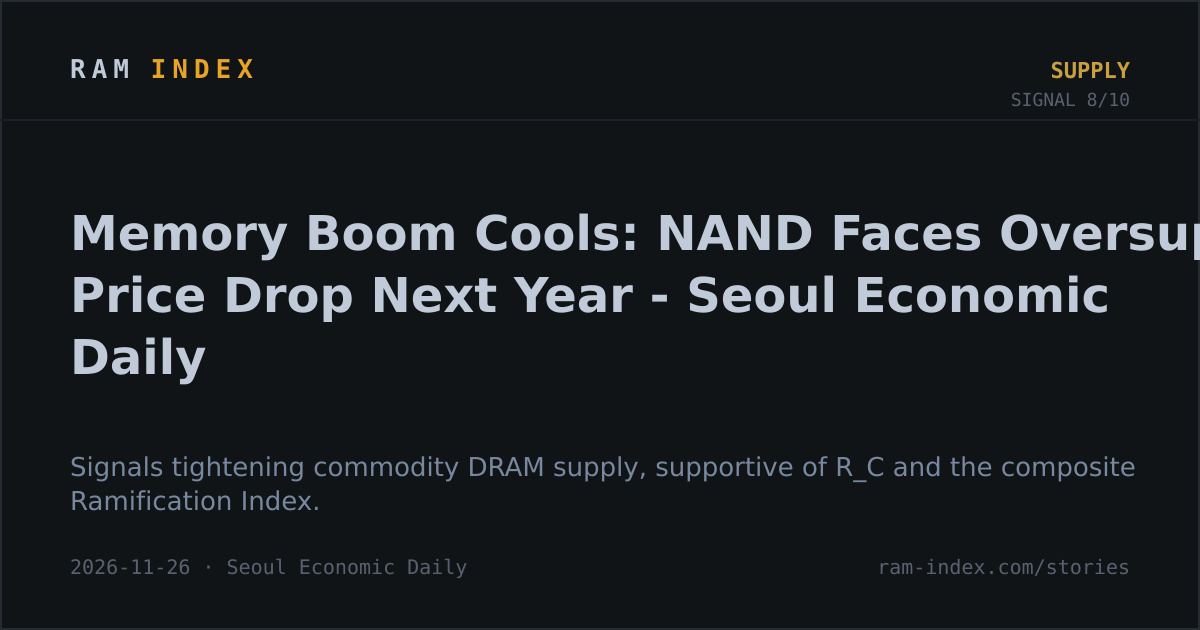 RAM INDEX
SUPPLY
SIGNAL 8/10
Memory Boom Cools: NAND Faces Oversup
Price Drop Next Year - Seoul Economic
Daily
Signals tightening commodity DRAM supply, supportive of R_C and the composite
Ramification Index.
2026-11-26 · Seoul Economic Daily
ram-index.com/stories